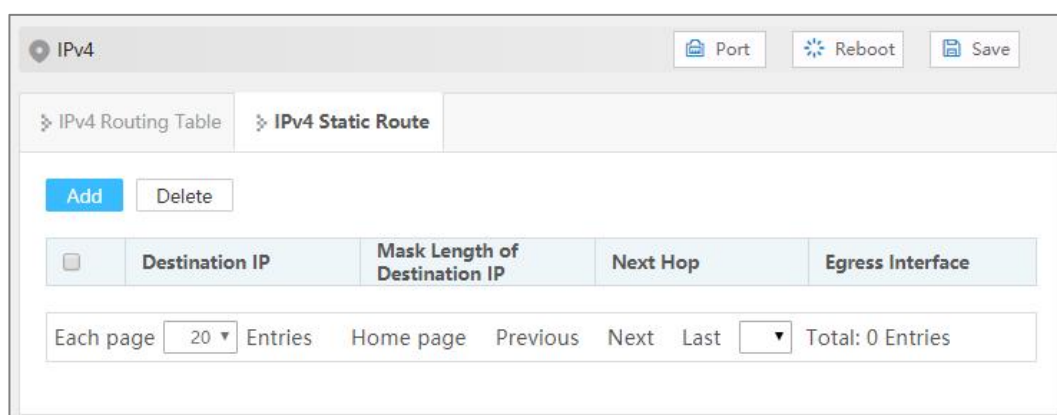 IPv4 Port Reboot Save
IPv4 Routing Table IPv4 Static Route
Add Delete
Destination IP Mask Length of Destination IP Next Hop Egress Interface
Each page 20 Entries Home page Previous Next Last Total: 0 Entries